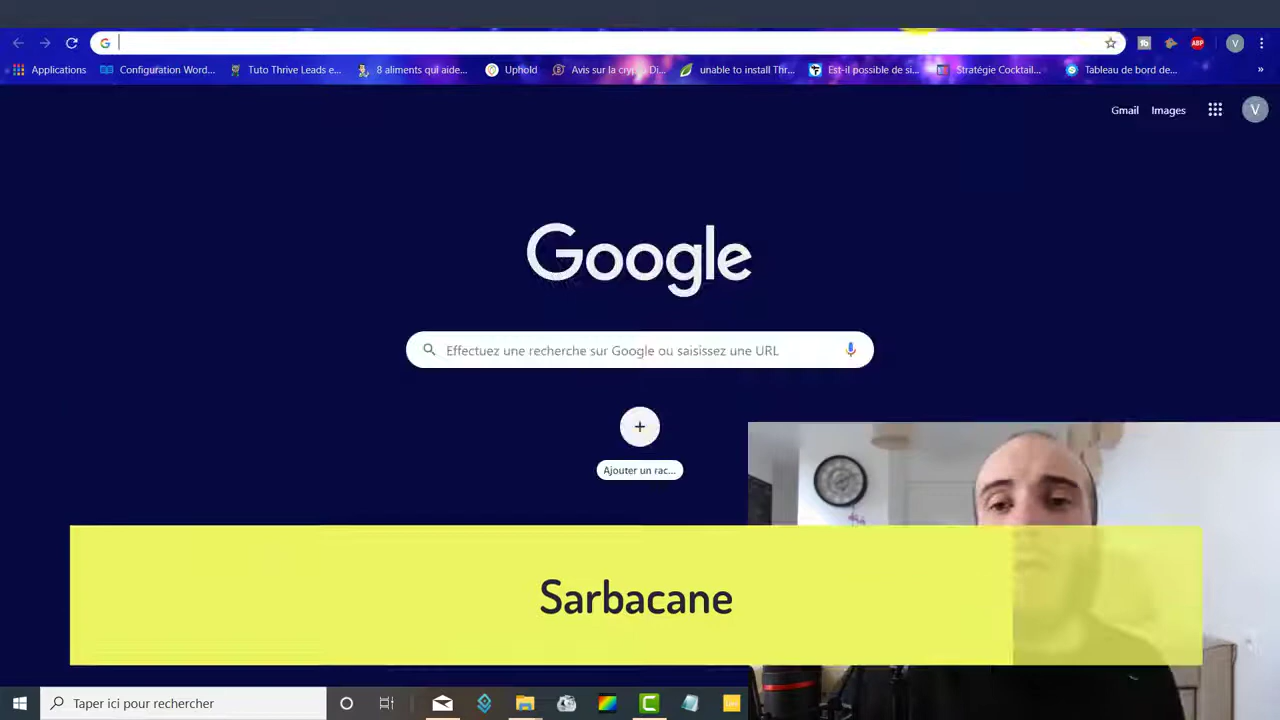 Applications
Configuration Word...
Tuto Thrive Leads e...
8 aliments qui aide...
Uphold
Avis sur la crypto Di...
unable to install Thr...
Est-il possible de si...
Stratégie Cocktail...
Tableau de bord de...
»
Gmail
Images
V
Google
Effectuez une recherche sur Google ou saisissez une URL
Ajouter un rac...
Sarbacane
Taper ici pour rechercher